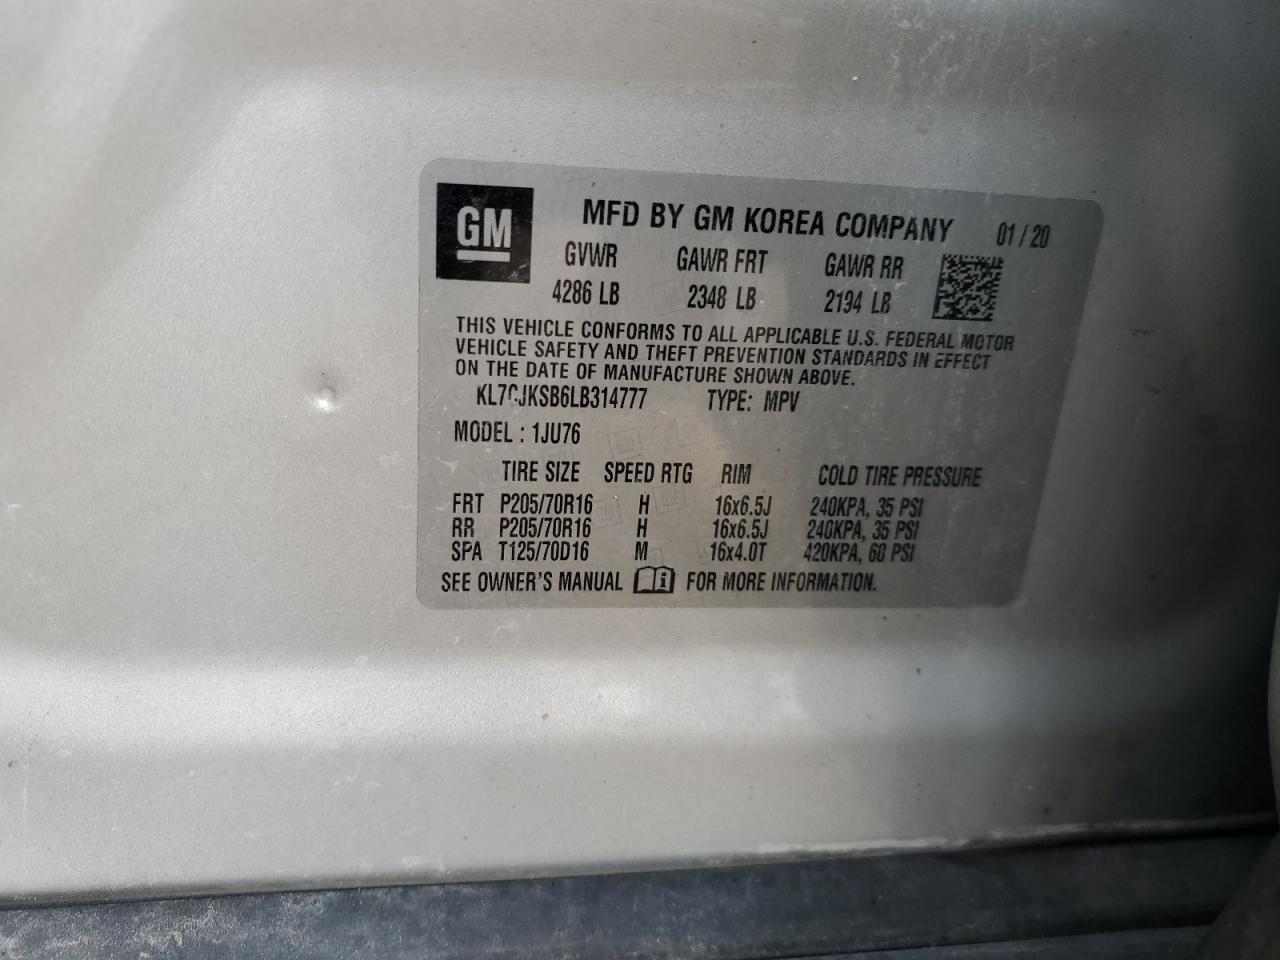 GM
MFD BY GM KOREA COMPANY 01/20
GVWR GAWR FRT GAWR RR
4286 LB 2348 LB 2194 LB
THIS VEHICLE CONFORMS TO ALL APPLICABLE U.S. FEDERAL MOTOR
VEHICLE SAFETY AND THEFT PREVENTION STANDARDS IN EFFECT
ON THE DATE OF MANUFACTURE SHOWN ABOVE.
KL7CJKSB6LB314777 TYPE: MPV
MODEL : 1JU76
TIRE SIZE SPEED RTG RIM COLD TIRE PRESSURE
FRT P205/70R16 H 16x6.5J 240KPA, 35 PSI
RR P205/70R16 H 16x6.5J 240KPA, 35 PSI
SPA T125/70D16 M 16x4.0T 420KPA, 60 PSI
SEE OWNER'S MANUAL i FOR MORE INFORMATION.